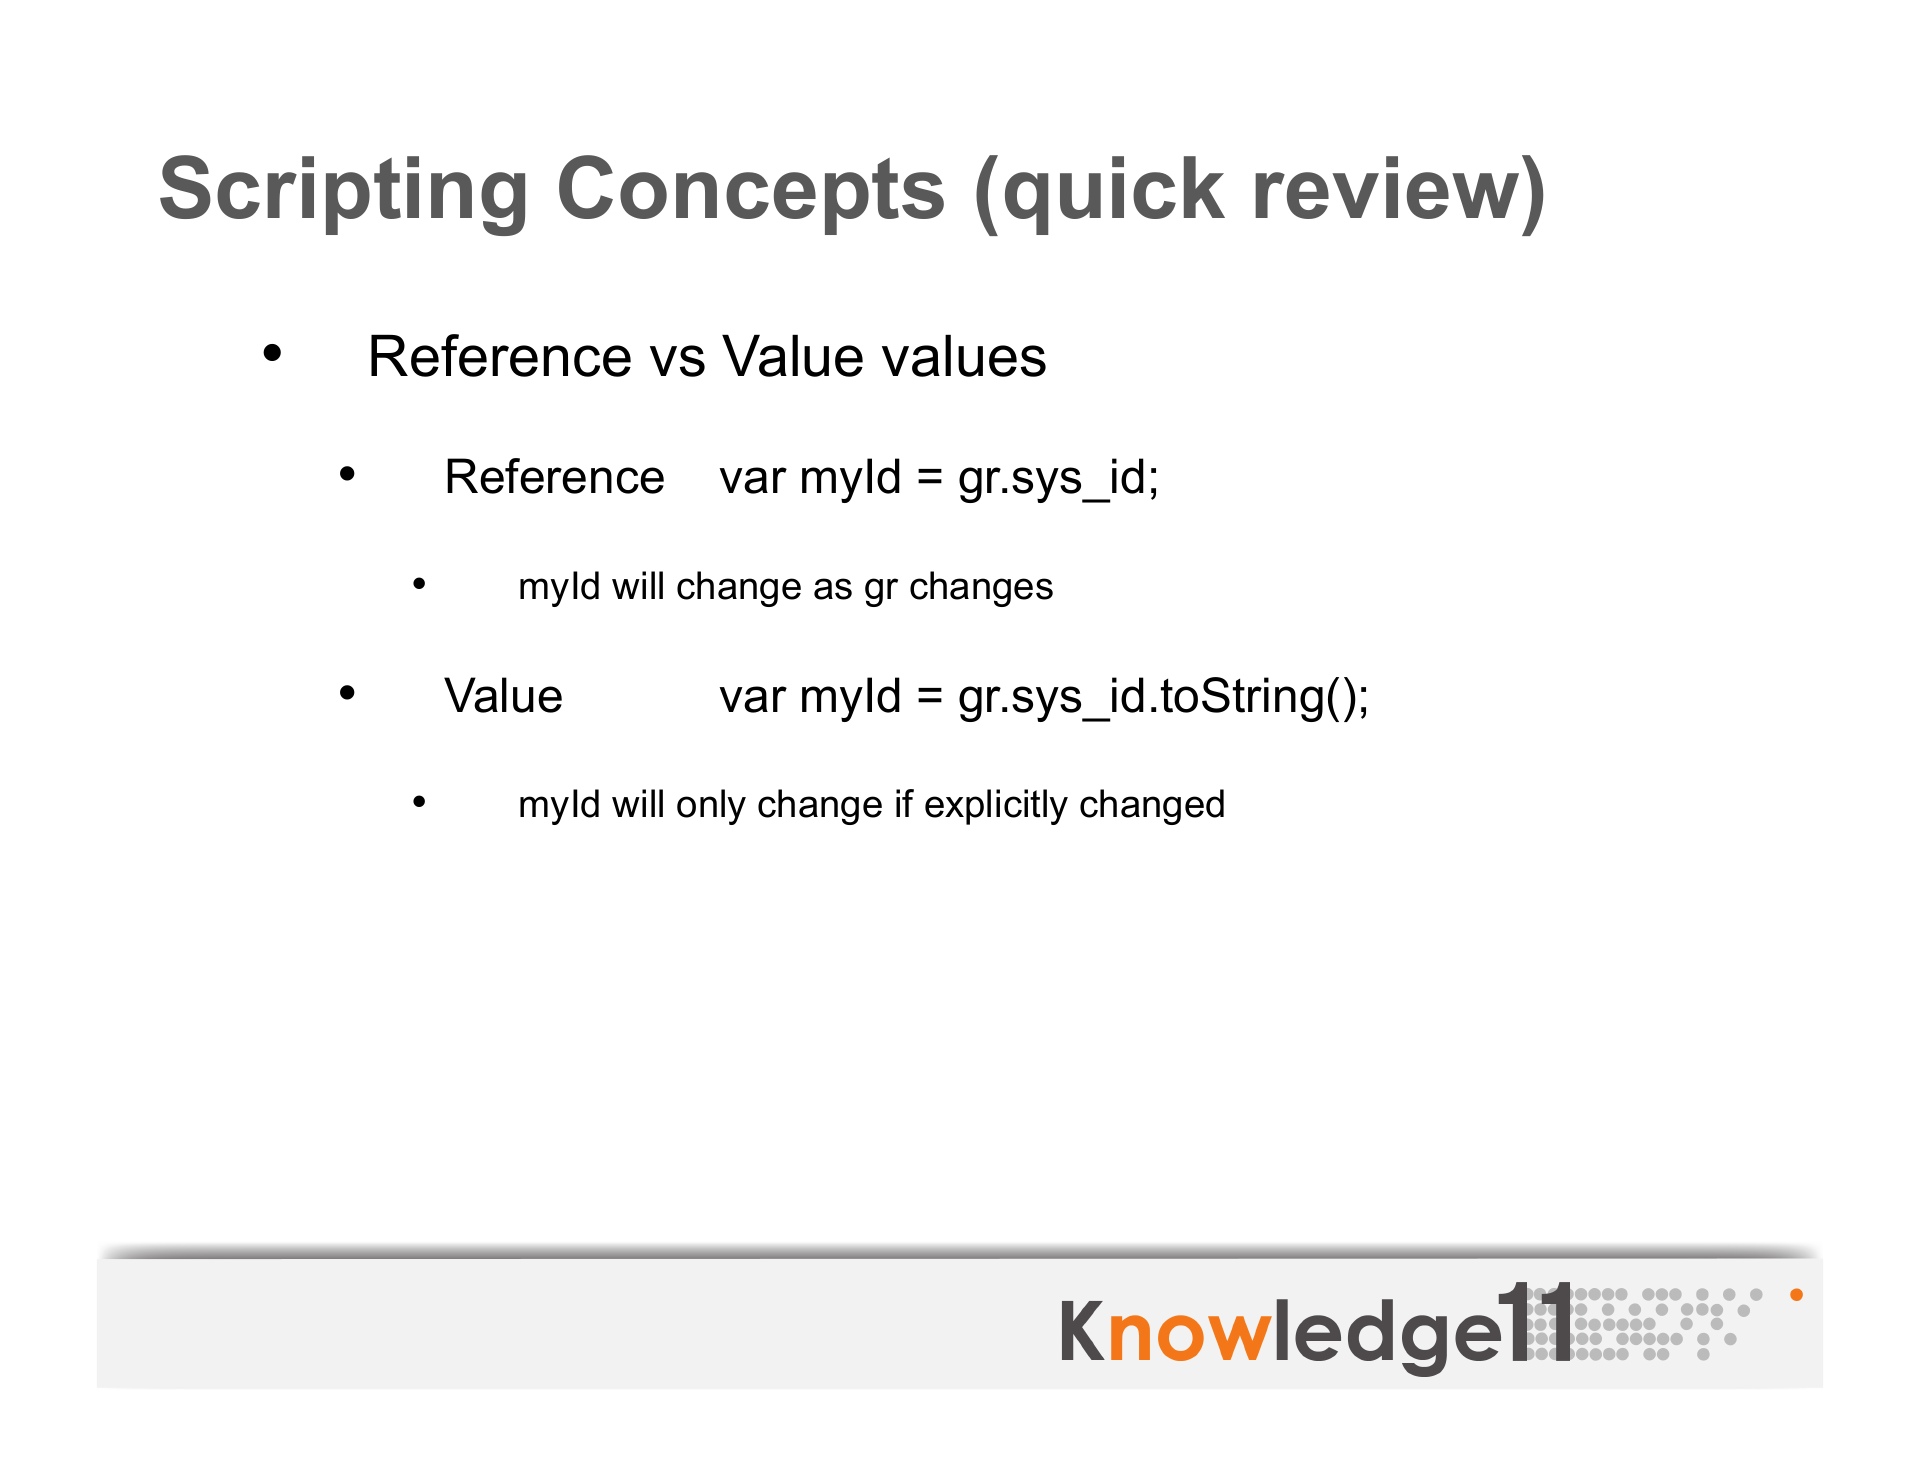 Scripting Concepts (quick review)
• Reference vs Value values
• Reference var myId = gr.sys_id;
• myId will change as gr changes
• Value var myId = gr.sys_id.toString();
• myId will only change if explicitly changed
Knowledge11